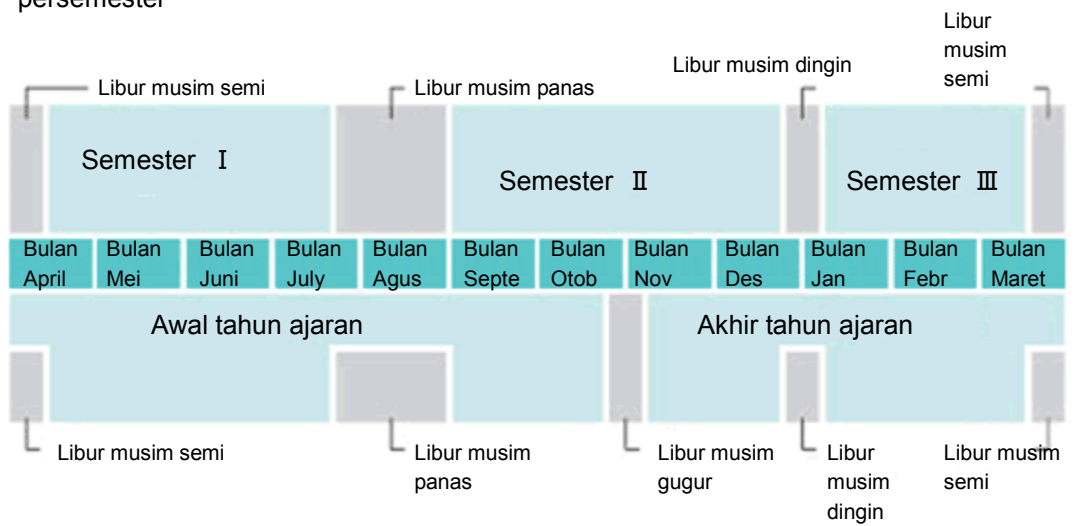 persemester
Libur
musim
semi
Libur musim semi
Libur musim panas
Libur musim dingin
Semester Ⅰ
Semester Ⅱ
Semester Ⅲ
Bulan
April
Bulan
Mei
Bulan
Juni
Bulan
July
Bulan
Agus
Bulan
Septe
Bulan
Otob
Bulan
Nov
Bulan
Des
Bulan
Jan
Bulan
Febr
Bulan
Maret
Awal tahun ajaran
Akhir tahun ajaran
Libur musim semi
Libur musim
panas
Libur musim
gugur
Libur
musim
dingin
Libur musim
semi